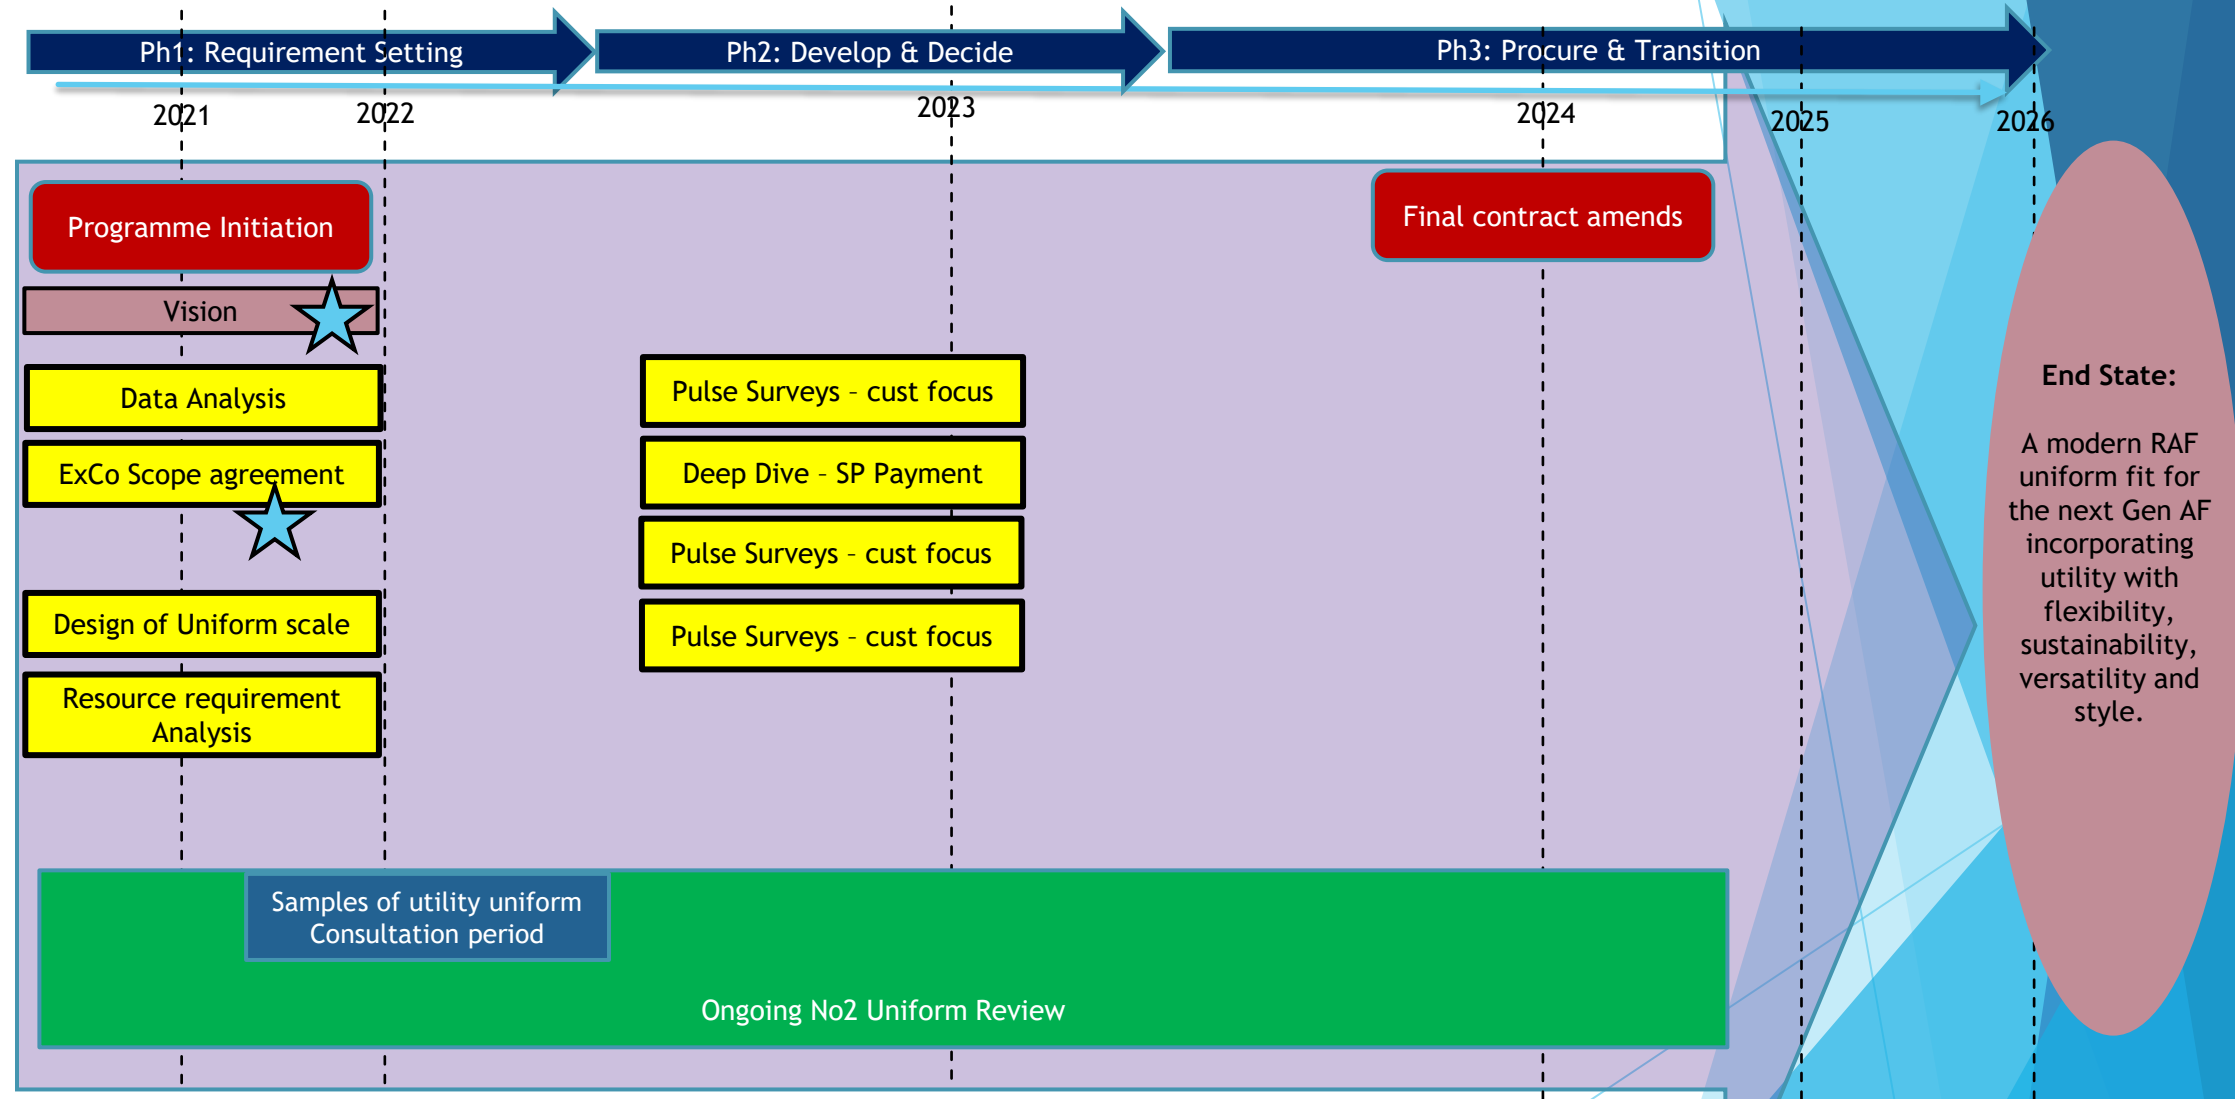 Ph1: Requirement Setting
Ph2: Develop & Decide
Ph3: Procure & Transition
2021
2022
2023
2024
2025
2026
Programme Initiation
Final contract amends
Vision
Data Analysis
ExCo Scope agreement
Design of Uniform scale
Resource requirement
Analysis
Pulse Surveys – cust focus
Deep Dive – SP Payment
Pulse Surveys – cust focus
Pulse Surveys – cust focus
Samples of utility uniform
Consultation period
Ongoing No2 Uniform Review
End State:
A modern RAF
uniform fit for
the next Gen AF
incorporating
utility with
flexibility,
sustainability,
versatility and
style.